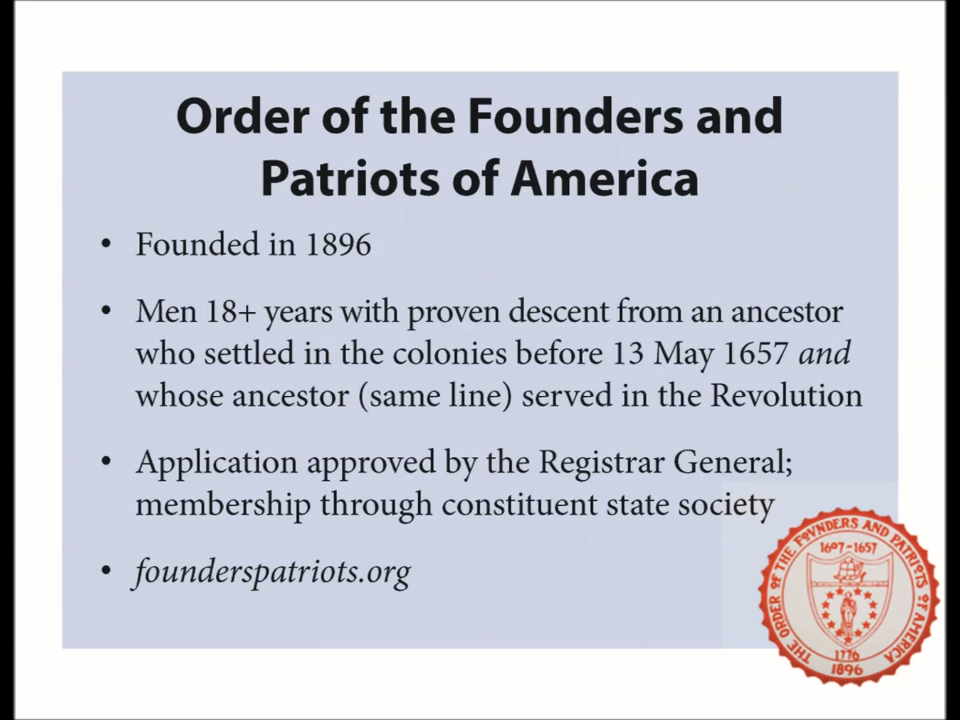 Order of the Founders and
Patriots of America
• Founded in 1896
• Men 18+ years with proven descent from an ancestor
who settled in the colonies before 13 May 1657 and
whose ancestor (same line) served in the Revolution
• Application approved by the Registrar General;
membership through constituent state society
• founderspatriots.org
THE ORDER OF THE FOVNDERS AND PATRIOTS OF AMERICA
1607-1657
1776
1896